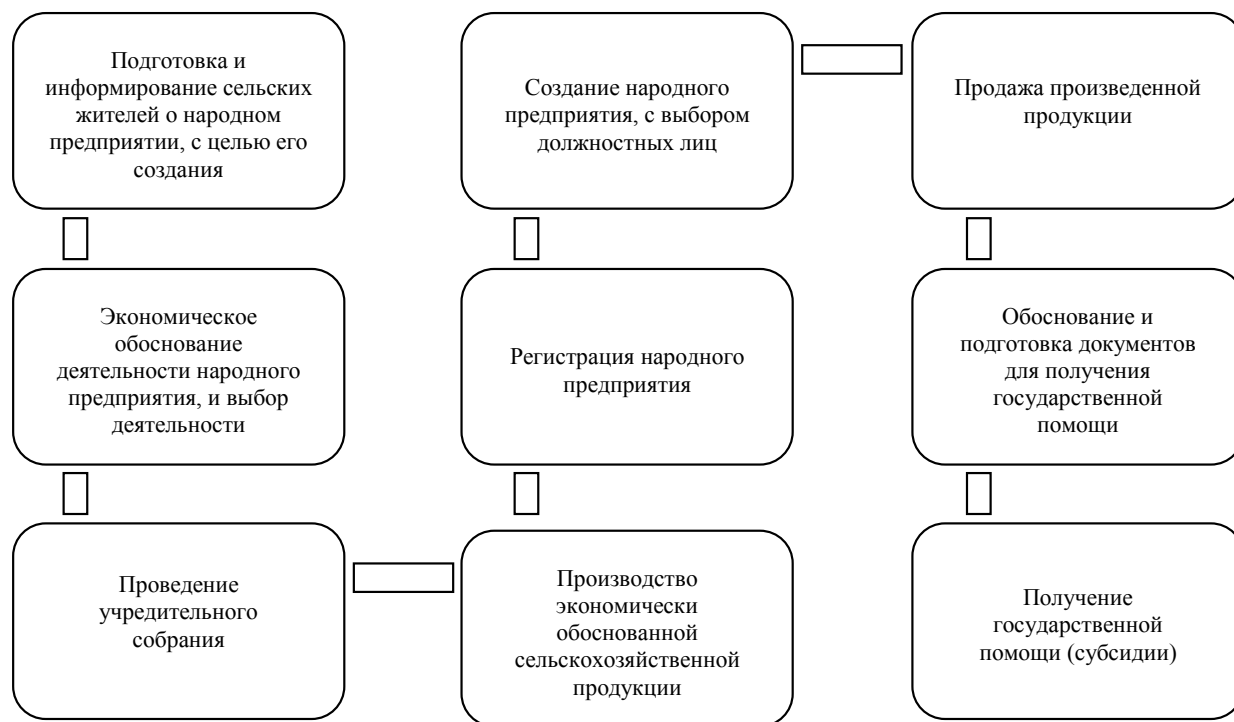 Подготовка и
информирование сельских
жителей о народном
предприятии, с целью его
создания
Экономическое
обоснование
деятельности народного
предприятия, и выбор
деятельности
Проведение
учредительного
собрания
Создание народного
предприятия, с выбором
должностных лиц
Регистрация народного
предприятия
Производство
экономически
обоснованной
сельскохозяйственной
продукции
Продажа произведенной
продукции
Обоснование и
подготовка документов
для получения
государственной
помощи
Получение
государственной
помощи (субсидии)